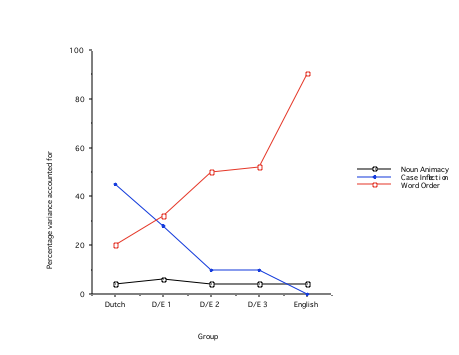 100
80
60
40
20
0
Percentage variance accounted for
Dutch D/E 1 D/E 2 D/E 3 English
Group
Noun Animacy
Case Inflection
Word Order